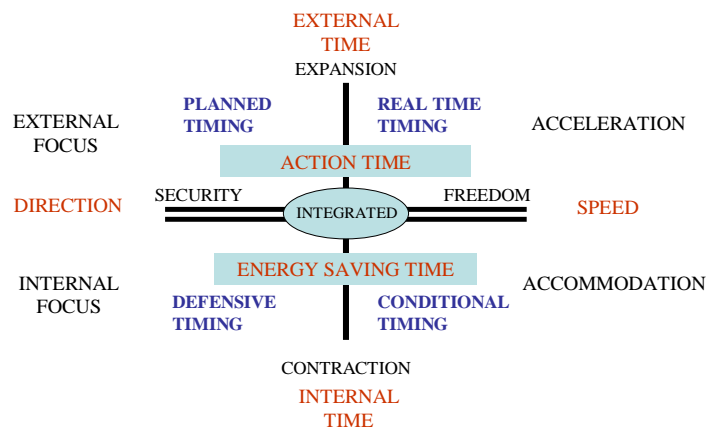 EXTERNAL
TIME
EXPANSION
PLANNED
TIMING
REAL TIME
TIMING
EXTERNAL
FOCUS
ACCELERATION
ACTION TIME
DIRECTION
SECURITY
INTEGRATED
FREEDOM
SPEED
ENERGY SAVING TIME
INTERNAL
FOCUS
ACCOMMODATION
DEFENSIVE
TIMING
CONDITIONAL
TIMING
CONTRACTION
INTERNAL
TIME